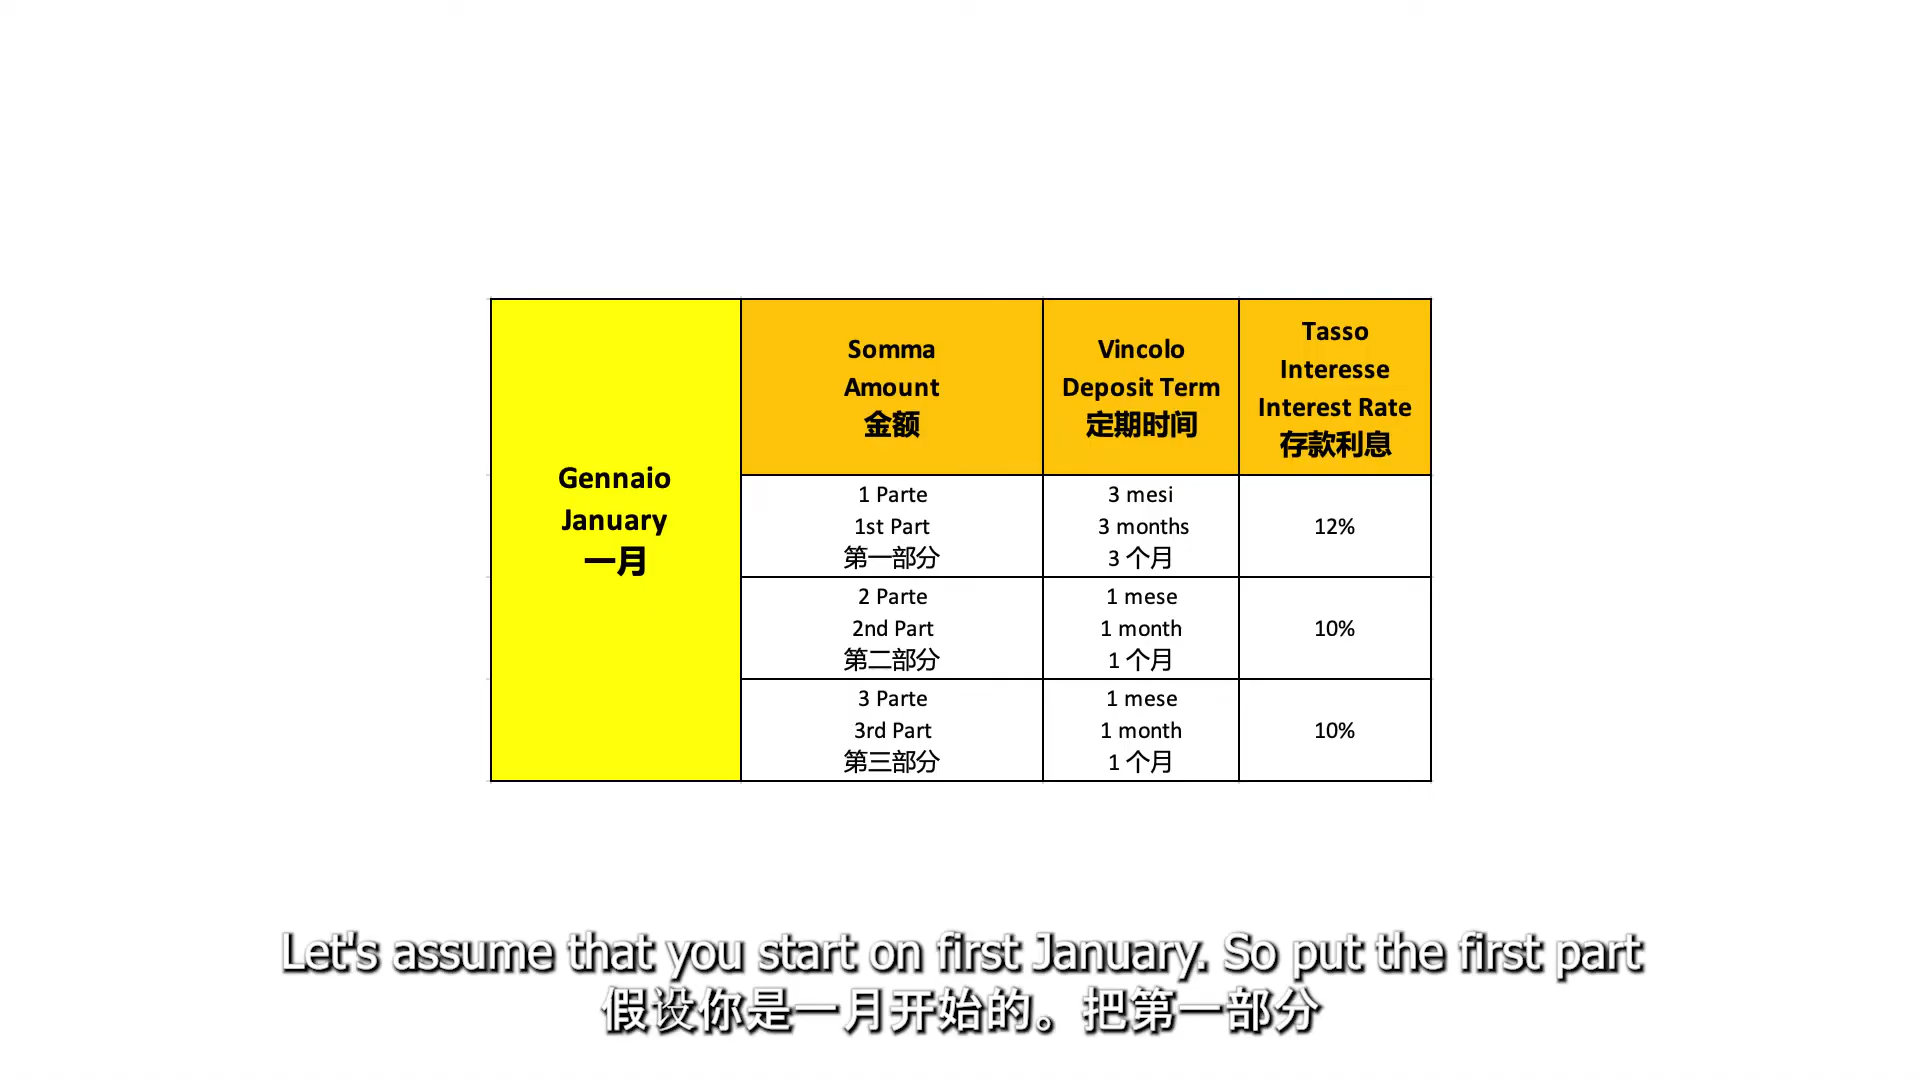 Gennaio
January
一月
Somma
Amount
金额
Vincolo
Deposit Term
定期时间
Tasso
Interesse
Interest Rate
存款利息
1 Parte
1st Part
第一部分
3 mesi
3 months
3 个月
12%
2 Parte
2nd Part
第二部分
1 mese
1 month
1 个月
10%
3 Parte
3rd Part
第三部分
1 mese
1 month
1 个月
10%
Let's assume that you start on first January. So put the first part
假设你是一月开始的。把第一部分